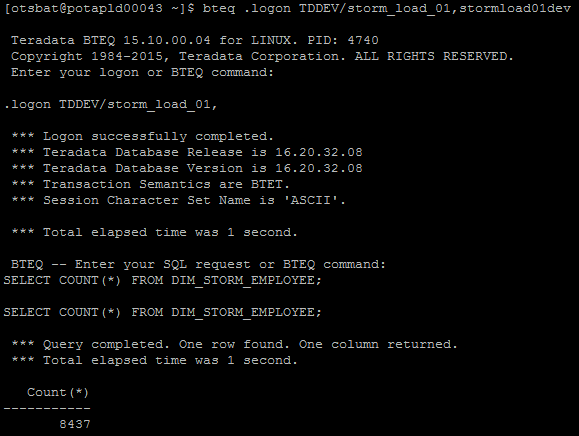 [otsbat@potapld00043 ~]$ bteq .logon TDDEV/storm_load_01,stormload01dev
Teradata BTEQ 15.10.00.04 for LINUX. PID: 4740
Copyright 1984-2015, Teradata Corporation. ALL RIGHTS RESERVED.
Enter your logon or BTEQ command:
.logon TDDEV/storm_load_01,
*** Logon successfully completed.
*** Teradata Database Release is 16.20.32.08
*** Teradata Database Version is 16.20.32.08
*** Transaction Semantics are BTET.
*** Session Character Set Name is 'ASCII'.
*** Total elapsed time was 1 second.
BTEQ -- Enter your SQL request or BTEQ command:
SELECT COUNT(*) FROM DIM_STORM_EMPLOYEE;
SELECT COUNT(*) FROM DIM_STORM_EMPLOYEE;
*** Query completed. One row found. One column returned.
*** Total elapsed time was 1 second.
Count(*)
-----------
8437